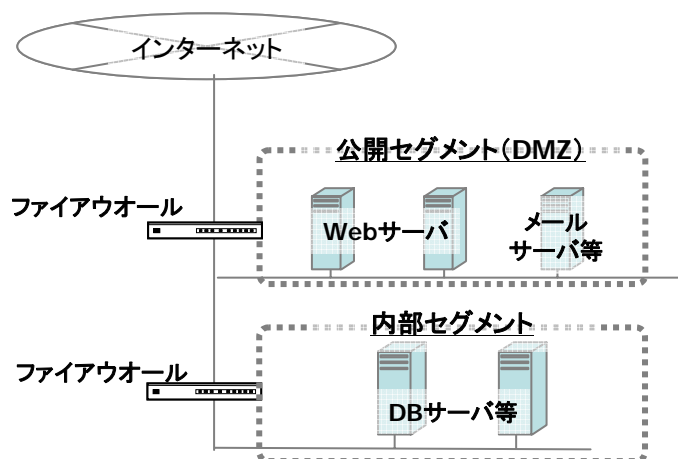 インターネット
公開セグメント(DMZ)
ファイアウオール
Webサーバ
メール
サーバ等
内部セグメント
ファイアウオール
DBサーバ等